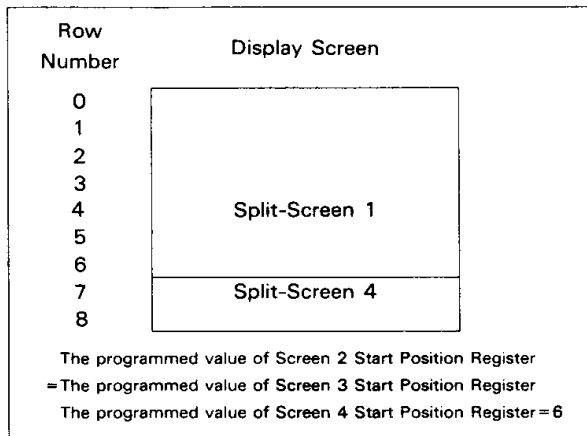 Row
Number
Display Screen
0
1
2
3
4
Split-Screen 1
5
6
7
Split-Screen 4
8
The programmed value of Screen 2 Start Position Register
=The programmed value of Screen 3 Start Position Register
The programmed value of Screen 4 Start Position Register=6